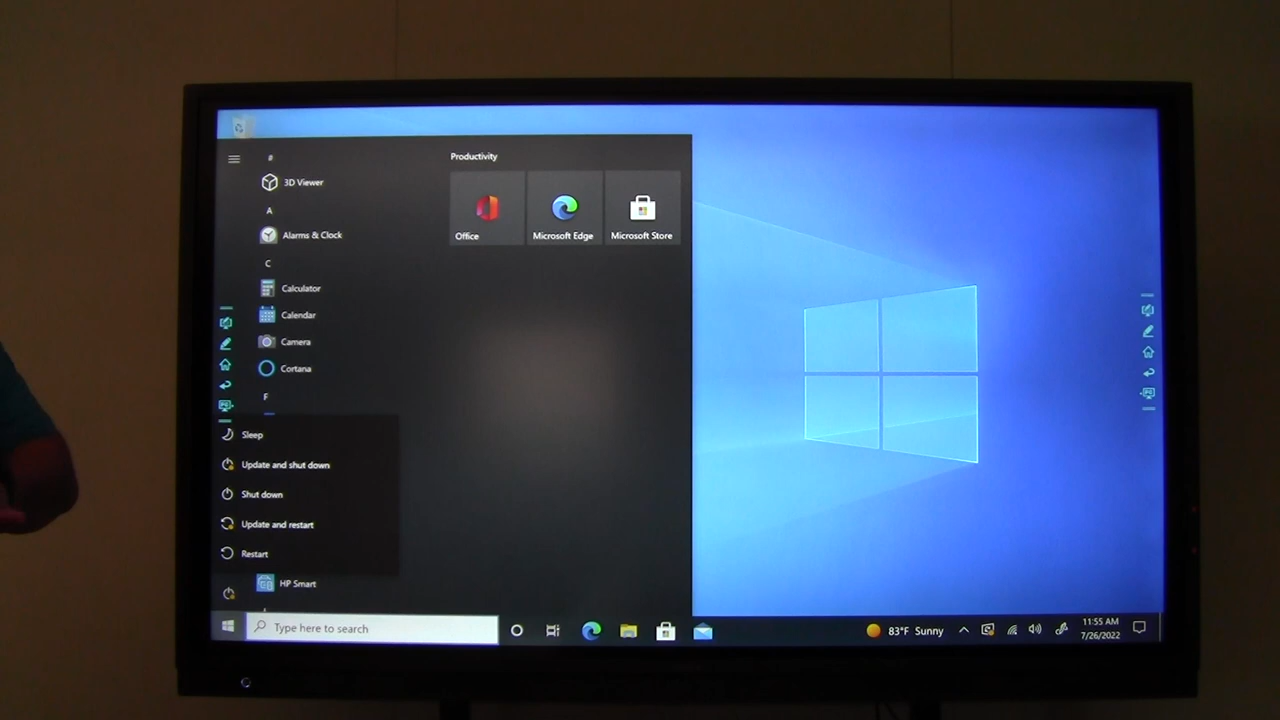 #
3D Viewer
A
Alarms & Clock
C
Calculator
Calendar
Camera
Cortana
F
Sleep
Update and shut down
Shut down
Update and restart
Restart
HP Smart
Productivity
Office
Microsoft Edge
Microsoft Store
Type here to search
83°F Sunny
11:55 AM
7/26/2022